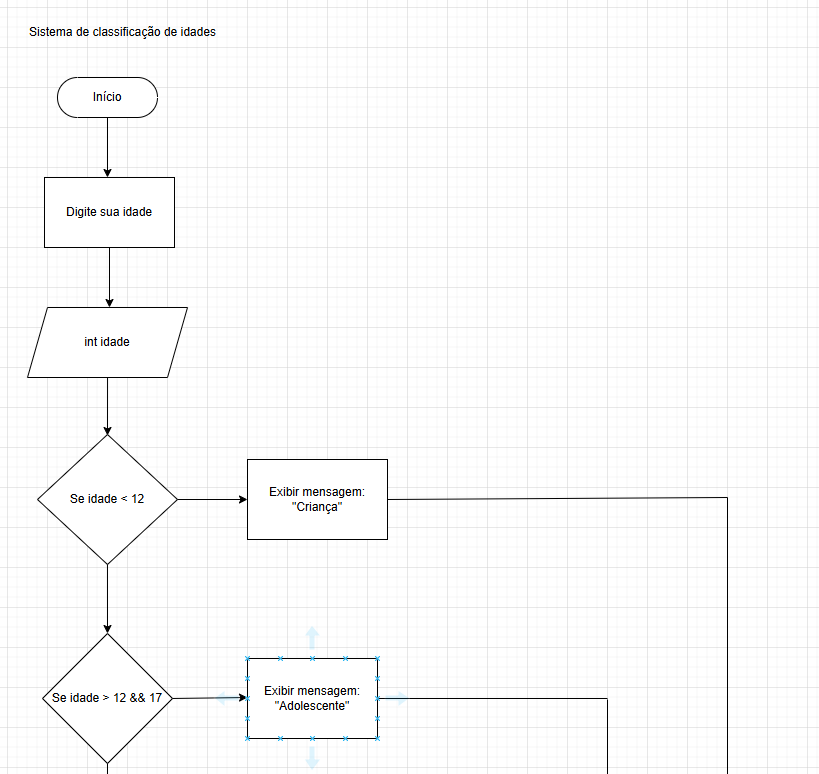 Sistema de classificação de idades
Início
Digite sua idade
int idade
Se idade < 12
Exibir mensagem:
"Criança"
Se idade > 12 && 17
Exibir mensagem:
"Adolescente"